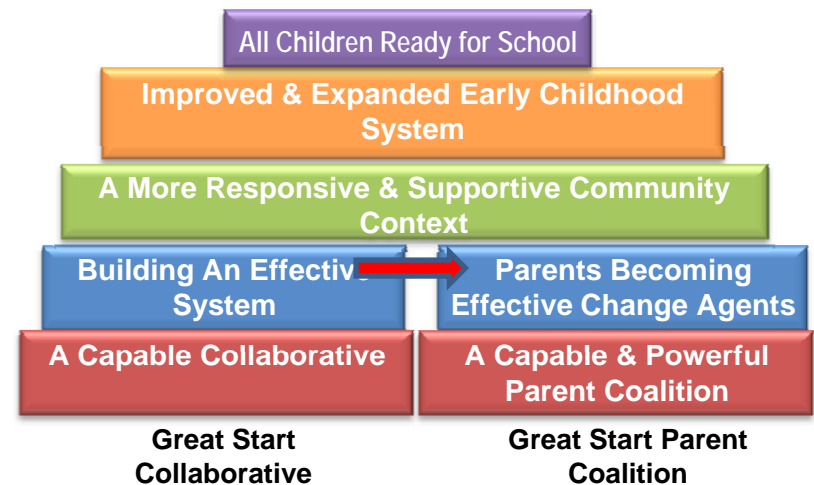 All Children Ready for School
Improved & Expanded Early Childhood
System
A More Responsive & Supportive Community
Context
Building An Effective
System
Parents Becoming
Effective Change Agents
A Capable Collaborative
A Capable & Powerful
Parent Coalition
Great Start
Collaborative
Great Start Parent
Coalition